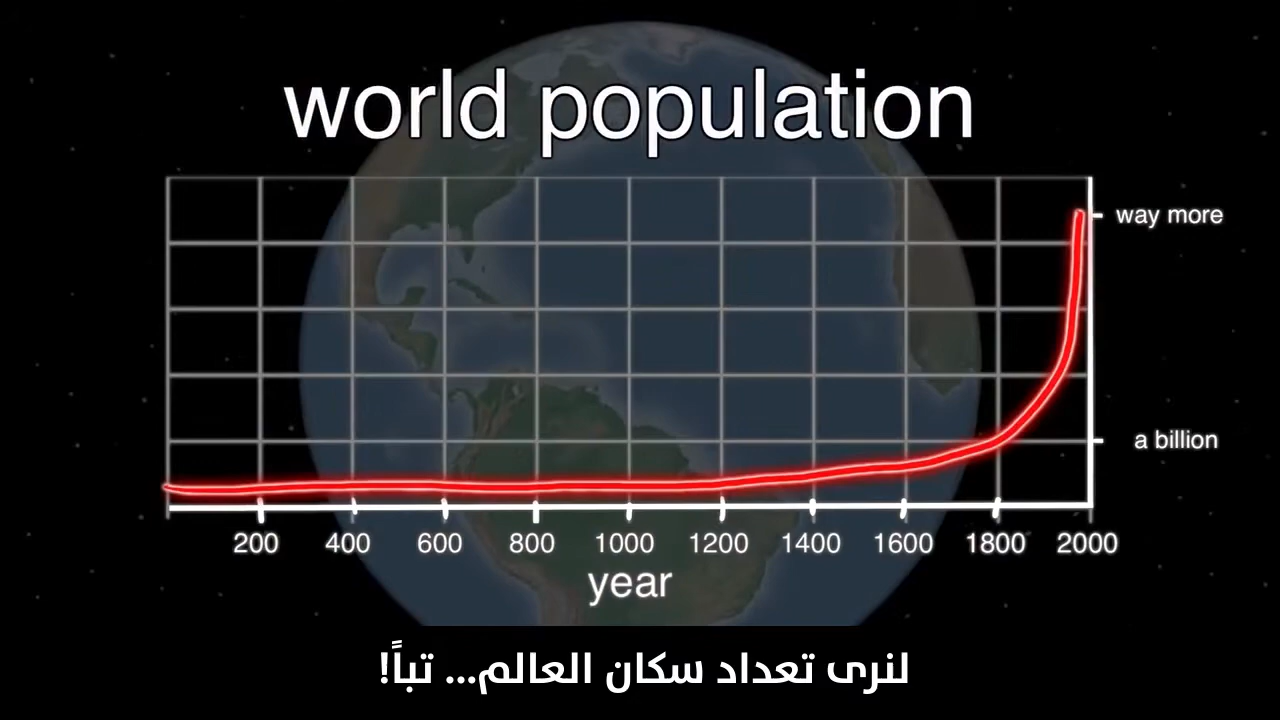 world population
way more
a billion
200 400 600 800 1000 1200 1400 1600 1800 2000
year
لنرى تعداد سكان العالم... تباً!